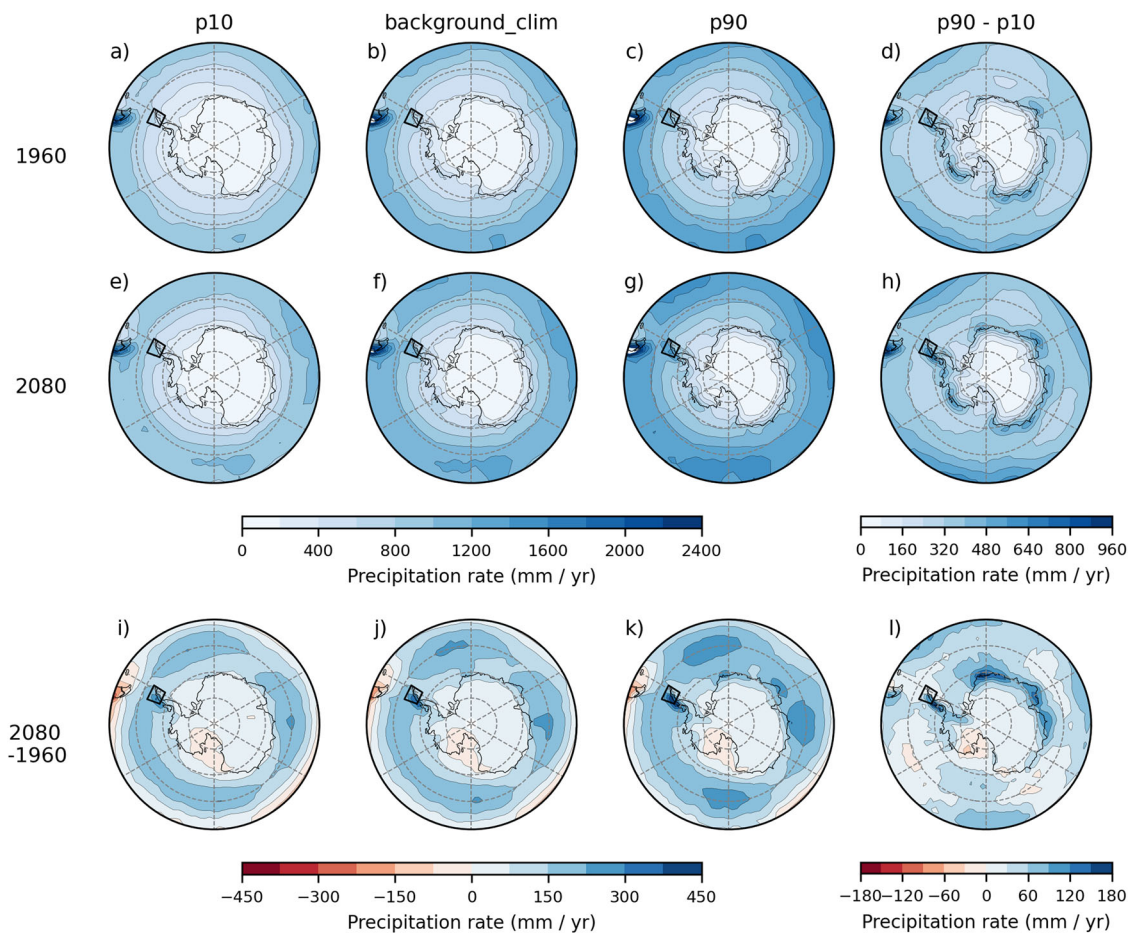 p10 background_clim p90 p90 - p10
a) b) c) d)
1960
e) f) g) h)
2080
0 400 800 1200 1600 2000 2400
Precipitation rate (mm / yr)
0 160 320 480 640 800 960
Precipitation rate (mm / yr)
i) j) k) l)
2080
-1960
−450 −300 −150 0 150 300 450
Precipitation rate (mm / yr)
−180 −120 −60 0 60 120 180
Precipitation rate (mm / yr)